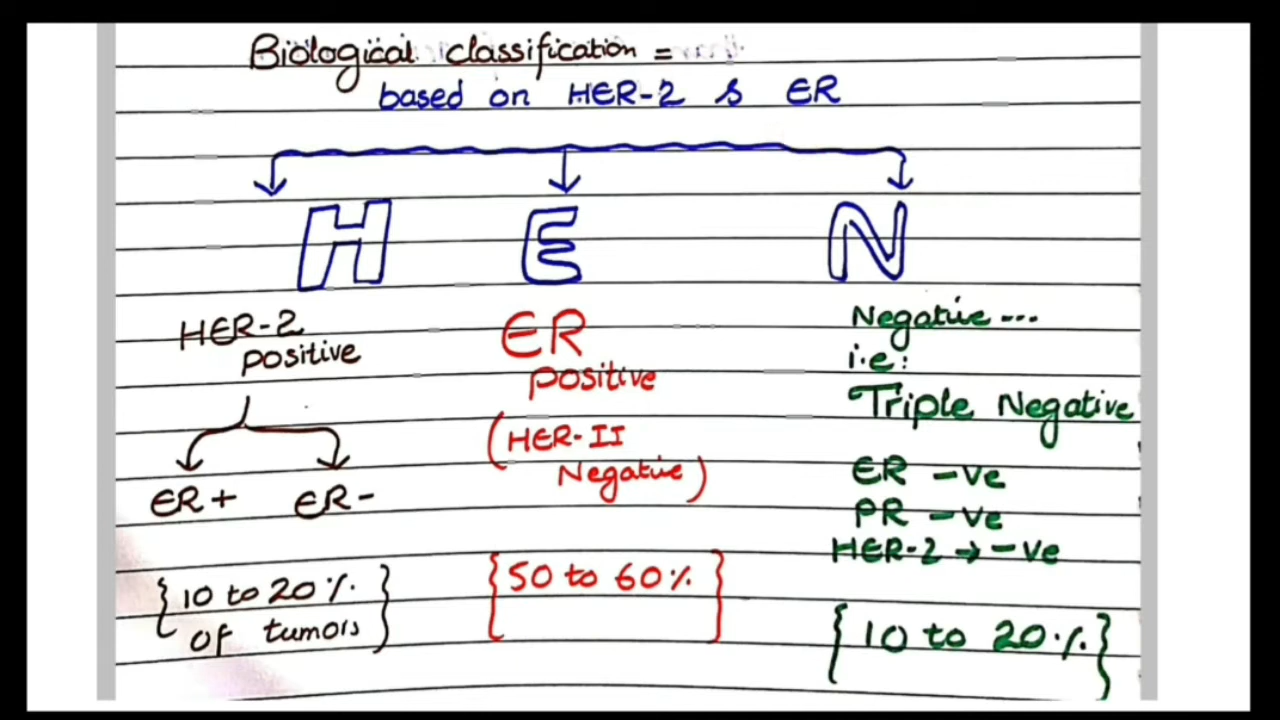 Biological classification =
based on HER-2 & ER
H E N
HER-2
positive
ER+ ER-
{10 to 20%
of tumors}
ER
positive
(HER-II
Negative)
{50 to 60%}
Negative...
i.e:
Triple Negative
ER -ve
PR -ve
HER-2 → -ve
{10 to 20%}